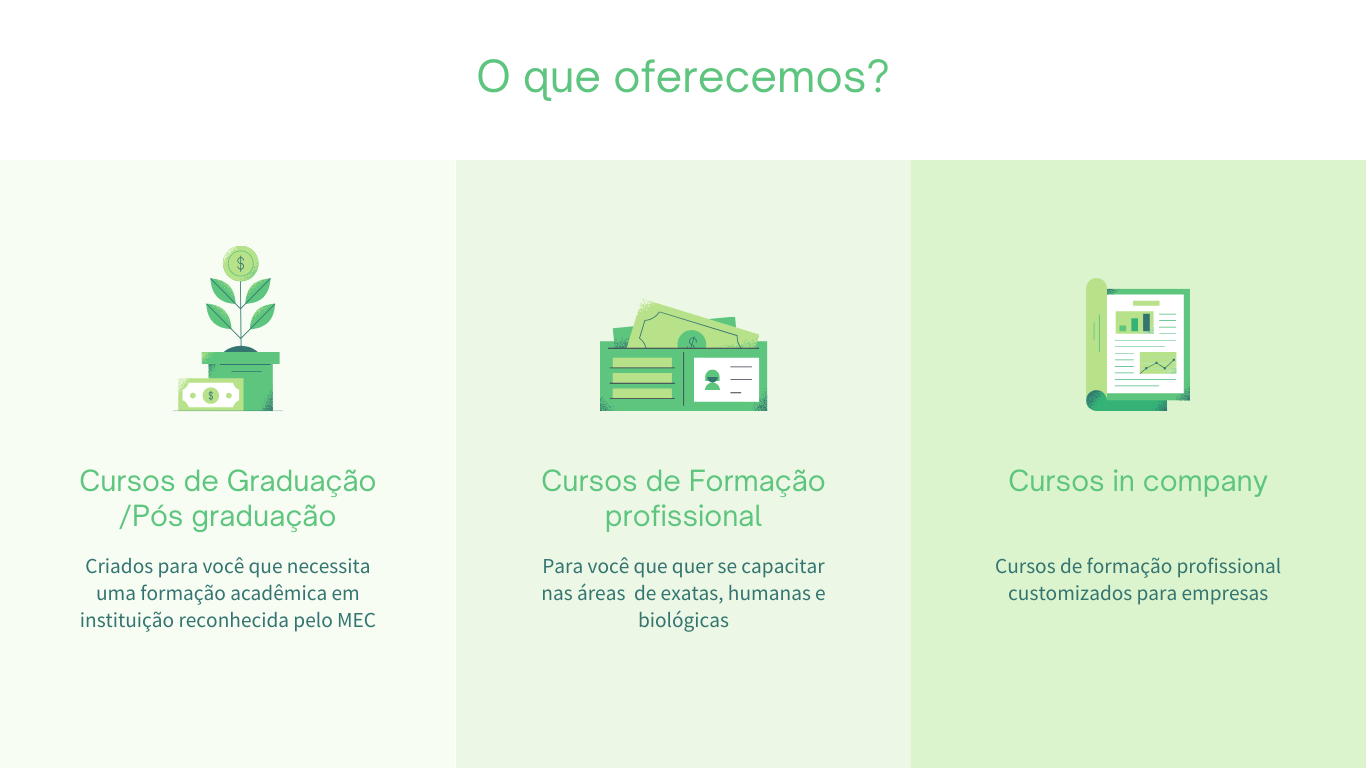 O que oferecemos?
$
$
$
Cursos de Graduação
/Pós graduação
Criados para você que necessita
uma formação acadêmica em
instituição reconhecida pelo MEC
Cursos de Formação
profissional
Para você que quer se capacitar
nas áreas  de exatas, humanas e
biológicas
Cursos in company
Cursos de formação profissional
customizados para empresas